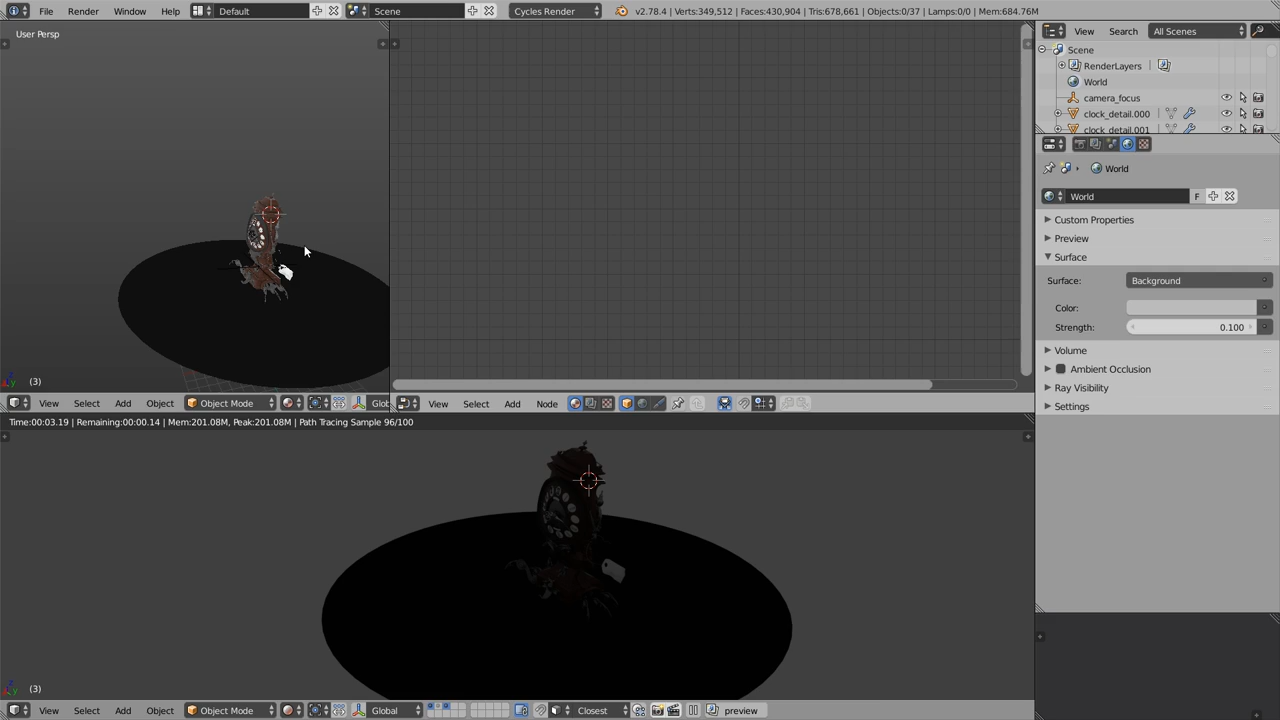 File Render Window Help Default Scene Cycles Render v2.78.4 | Verts:349,512 | Faces:430,904 | Tris:678,661 | Objects:0/37 | Lamps:0/0 | Mem:684.76M
User Persp
(3)
View Select Add Object Object Mode Glob
View Select Add Node
Time:00:03.19 | Remaining:00:00.14 | Mem:201.08M, Peak:201.08M | Path Tracing Sample 96/100
(3)
View Select Add Object Object Mode Global Closest preview
View Search All Scenes
Scene
RenderLayers
World
camera_focus
clock_detail.000
clock_detail.001
World
World F
Custom Properties
Preview
Surface
Surface: Background
Color:
Strength: 0.100
Volume
Ambient Occlusion
Ray Visibility
Settings